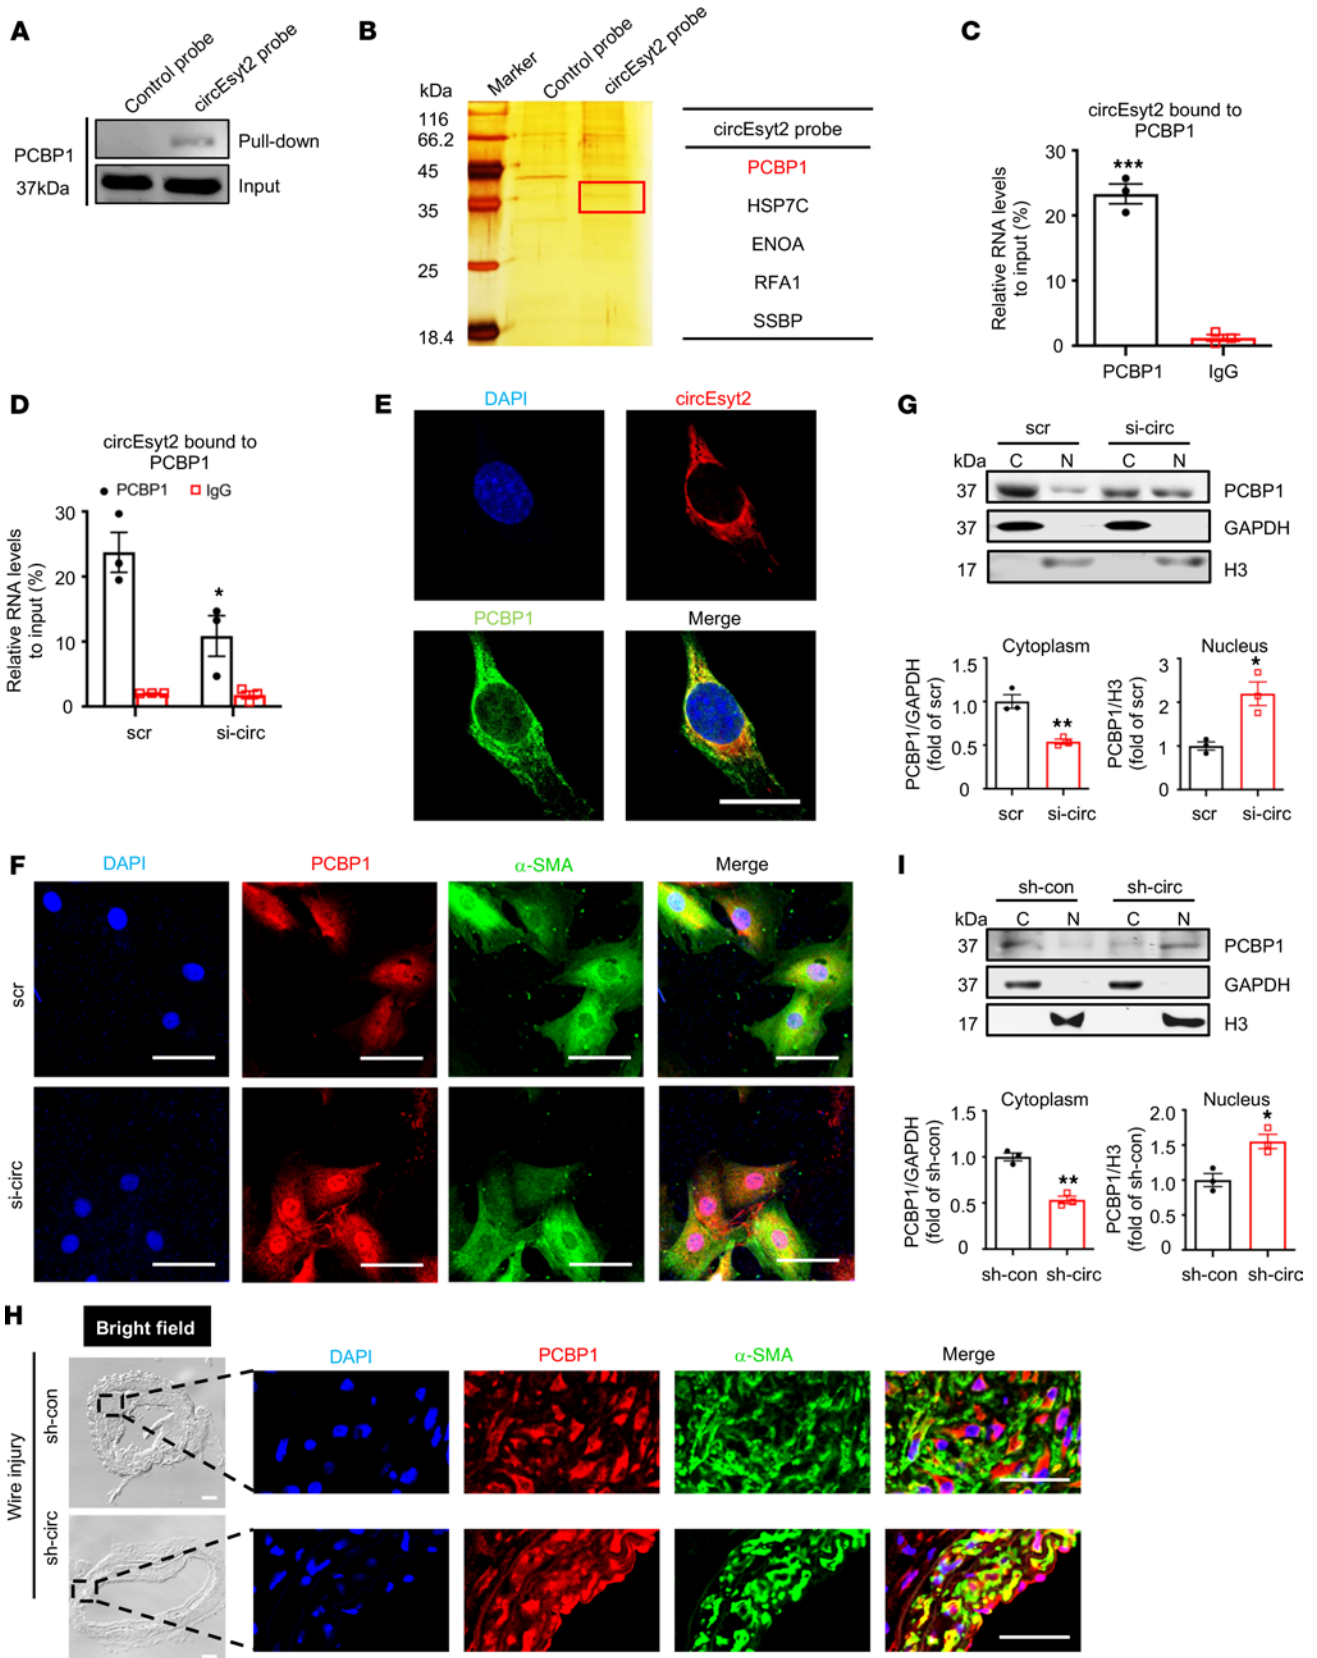 A
Control probe
circEsyt2 probe
PCBP1
37kDa
Pull-down
Input
B
kDa
Marker
Control probe
circEsyt2 probe
116
66.2
45
35
25
18.4
circEsyt2 probe
PCBP1
HSP7C
ENOA
RFA1
SSBP
C
circEsyt2 bound to
PCBP1
Relative RNA levels
to input (%)
30
20
10
0
***
PCBP1
IgG
D
circEsyt2 bound to
PCBP1
PCBP1
IgG
Relative RNA levels
to input (%)
30
20
10
0
*
scr
si-circ
E
DAPI
circEsyt2
PCBP1
Merge
G
scr
si-circ
kDa
C
N
C
N
37
PCBP1
37
GAPDH
17
H3
Cytoplasm
PCBP1/GAPDH
(fold of scr)
1.5
1.0
0.5
0
**
scr
si-circ
Nucleus
PCBP1/H3
(fold of scr)
3
2
1
0
*
scr
si-circ
F
DAPI
PCBP1
α-SMA
Merge
scr
si-circ
I
sh-con
sh-circ
kDa
C
N
C
N
37
PCBP1
37
GAPDH
17
H3
Cytoplasm
PCBP1/GAPDH
(fold of sh-con)
1.5
1.0
0.5
0
**
sh-con
sh-circ
Nucleus
PCBP1/H3
(fold of sh-con)
2.0
1.5
1.0
0.5
0
*
sh-con
sh-circ
H
Bright field
DAPI
PCBP1
α-SMA
Merge
Wire injury
sh-con
sh-circ